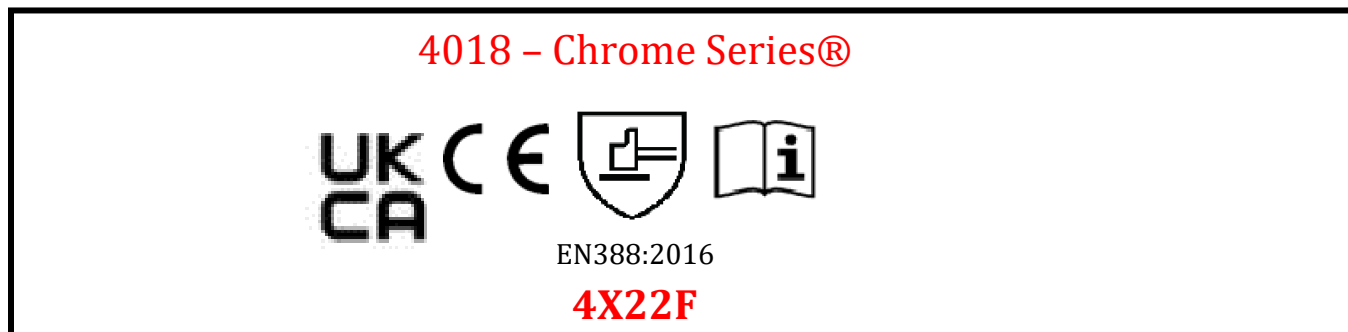 4018 – Chrome Series®
UK CE i
CA
EN388:2016
4X22F